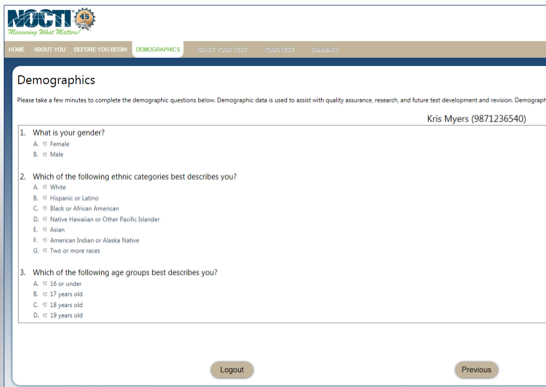 NOCTI 45
Measuring What Matters!
HOME ABOUT YOU BEFORE YOU BEGIN DEMOGRAPHICS START YOUR TEST YOUR TEST SUMMARY
Demographics
Please take a few minutes to complete the demographic questions below. Demographic data is used to assist with quality assurance, research, and future test development and revision. Demograph
Kris Myers (9871236540)
1. What is your gender?
A. Female
B. Male
2. Which of the following ethnic categories best describes you?
A. White
B. Hispanic or Latino
C. Black or African American
D. Native Hawaiian or Other Pacific Islander
E. Asian
F. American Indian or Alaska Native
G. Two or more races
3. Which of the following age groups best describes you?
A. 16 or under
B. 17 years old
C. 18 years old
D. 19 years old
Logout Previous